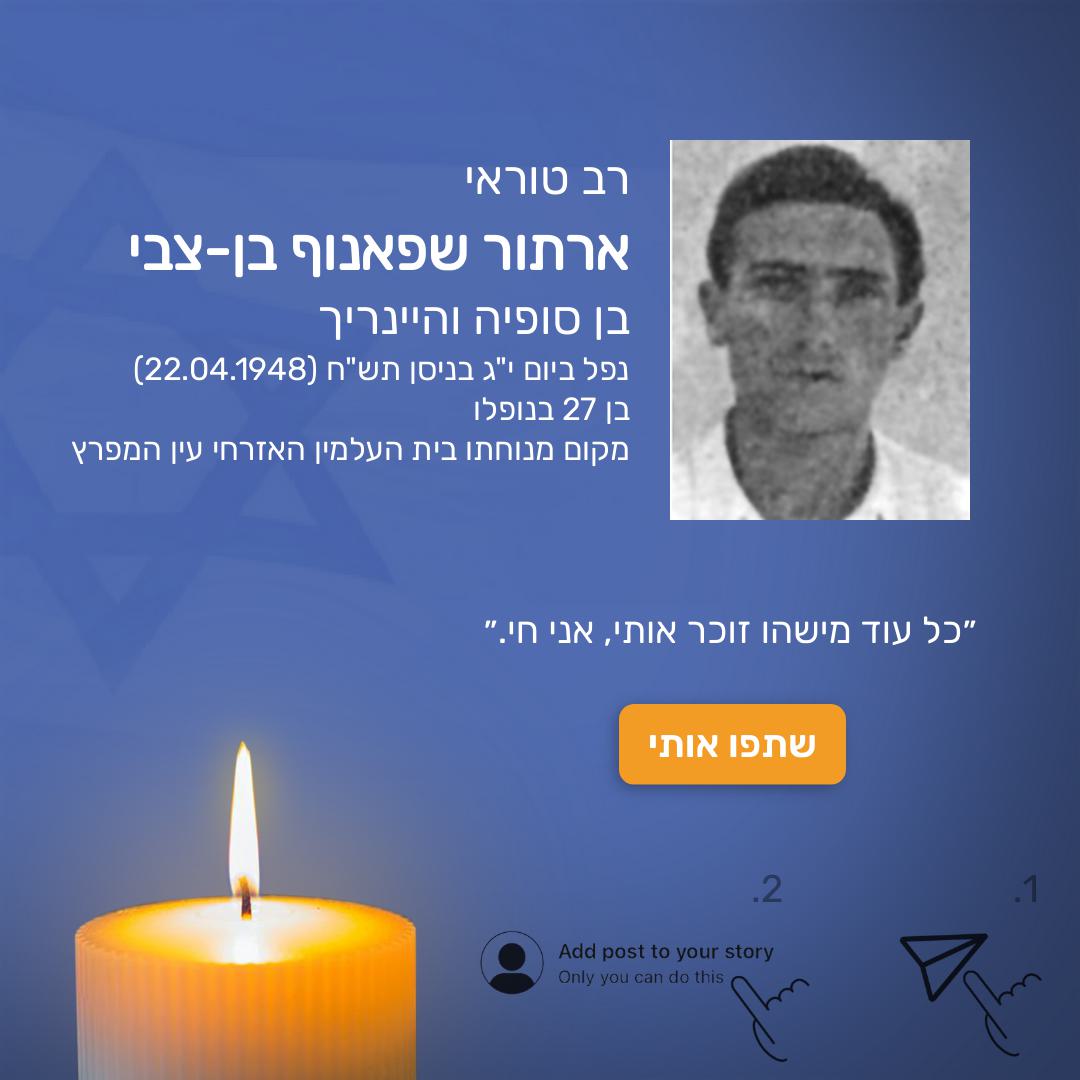 רב טוראי
ארתור שפאנוף בן-צבי
בן סופיה והיינריך
נפל ביום י"ג בניסן תש"ח (22.04.1948)
בן 27 בנופלו
מקום מנוחתו בית העלמין האזרחי עין המפרץ
״כל עוד מישהו זוכר אותי, אני חי.״
שתפו אותי
.1
.2
Add post to your story
Only you can do this